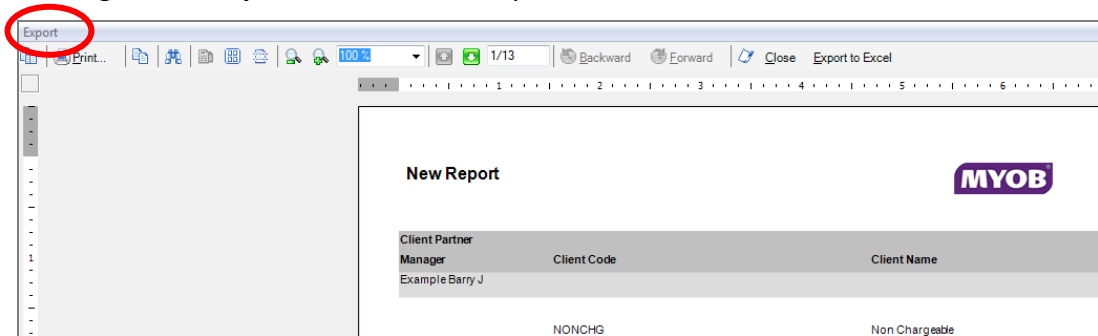 Export
Print... 100 % 1/13 Backward Forward Close Export to Excel
1 2 3 4 5 6
New Report
MYOB
Client Partner
Manager Client Code Client Name
1
Example Barry J
NONCHG Non Chargeable